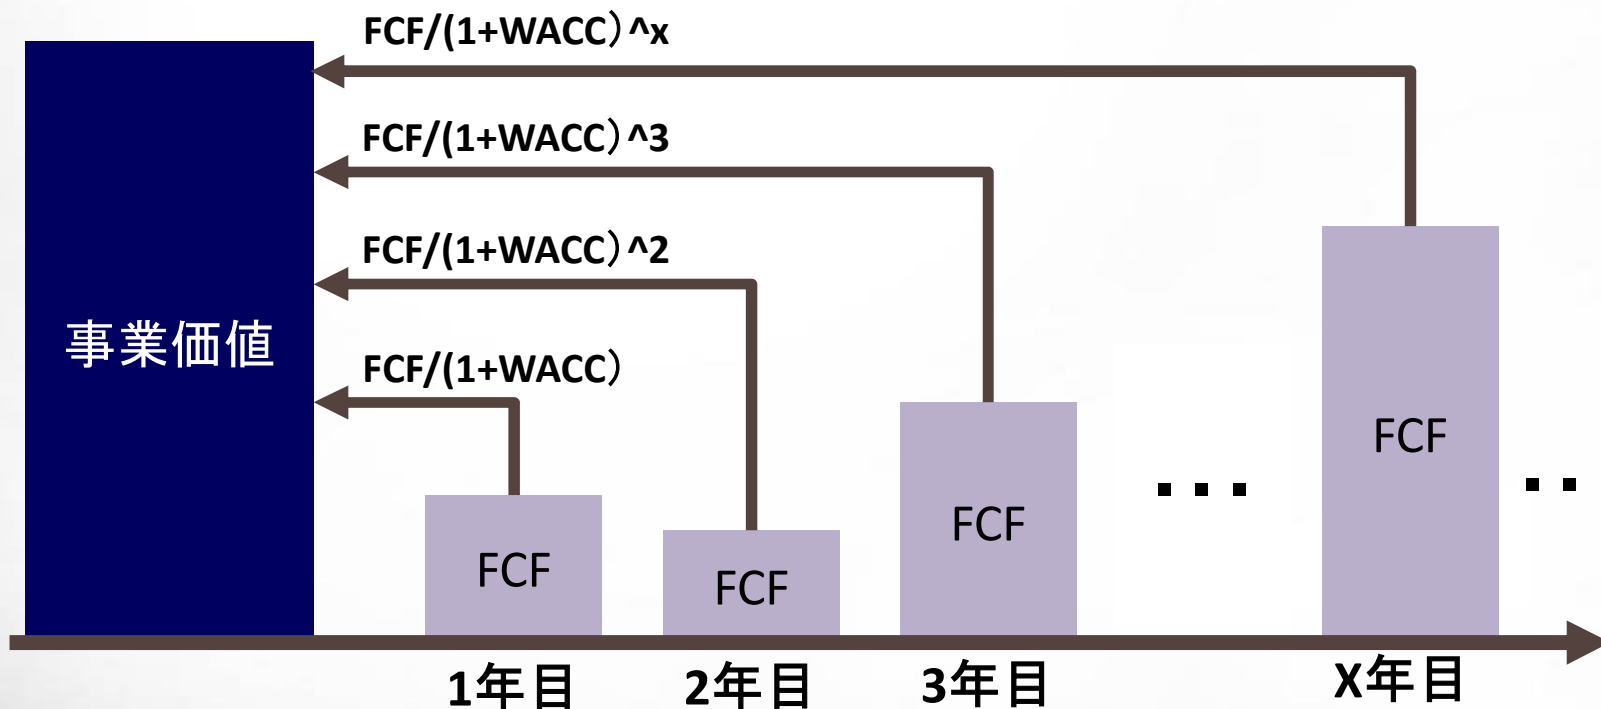 FCF/(1+WACC）^x
FCF/(1+WACC）^3
FCF/(1+WACC）^2
FCF/(1+WACC）
事業価値
FCF
FCF
FCF
・・・
FCF
・・
1年目
2年目
3年目
X年目